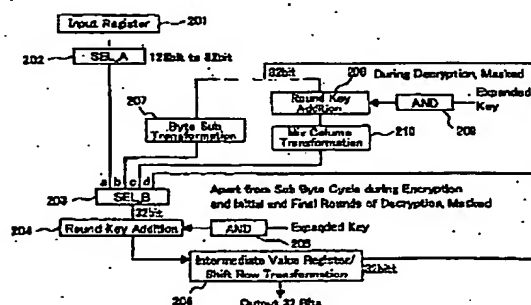 Input Register
201
202
SEL_A
128bit to 32bit
32bit
209
During Decryption, Masked
207
Round Key Addition
AND
Expanded Key
208
Byte Sub Transformation
Mix Column Transformation
210
a b c d
203
SEL_B
32bit
Apart from Sub Byte Cycle during Encryption
and Initial and Final Rounds of Decryption, Masked
204
Round Key Addition
AND
Expanded Key
205
Intermediate Value Register/
Shift Row Transformation
32bit
206
Output 32 Bits